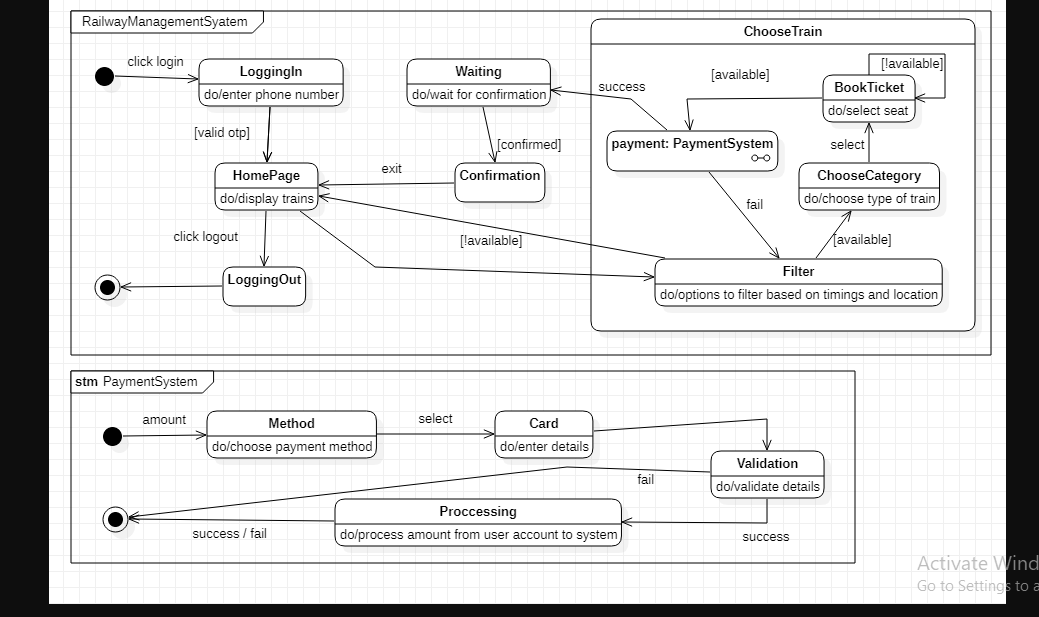 RailwayManagementSyatem
ChooseTrain
click login
LoggingIn
do/enter phone number
Waiting
do/wait for confirmation
success
[available]
[!available]
BookTicket
do/select seat
[valid otp]
[confirmed]
payment: PaymentSystem
select
HomePage
do/display trains
exit
Confirmation
ChooseCategory
do/choose type of train
fail
click logout
[!available]
[available]
LoggingOut
Filter
do/options to filter based on timings and location
stm PaymentSystem
amount
Method
do/choose payment method
select
Card
do/enter details
Validation
do/validate details
fail
Proccessing
do/process amount from user account to system
success / fail
success
Activate Wind
Go to Settings to a